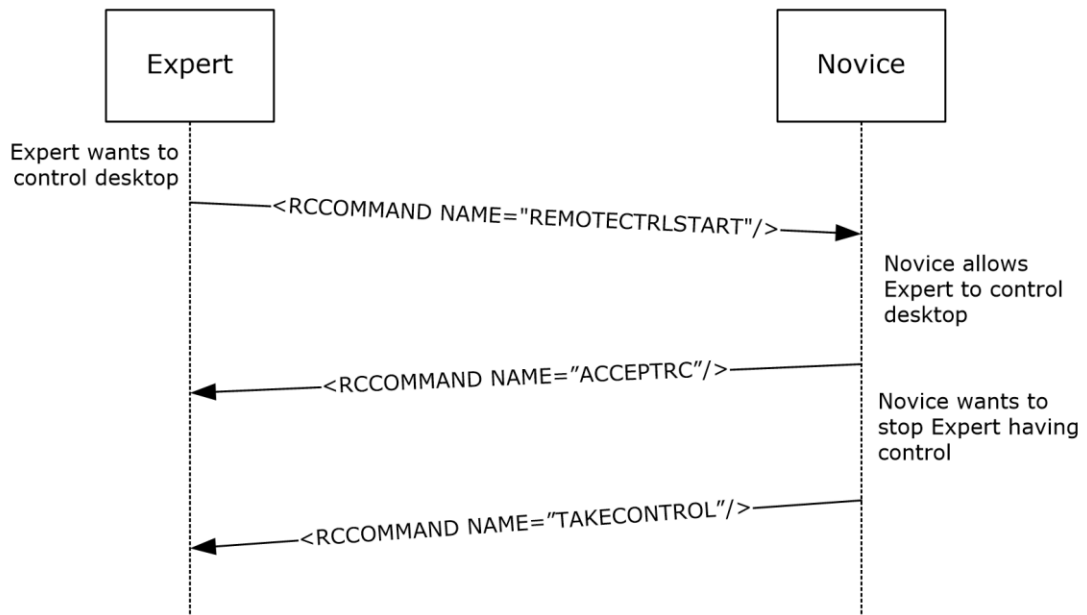 Expert
Novice
Expert wants to
control desktop
<RCCOMMAND NAME="REMOTECTRLSTART"/>
Novice allows
Expert to control
desktop
<RCCOMMAND NAME=”ACCEPTRC”/>
Novice wants to
stop Expert having
control
<RCCOMMAND NAME=”TAKECONTROL”/>